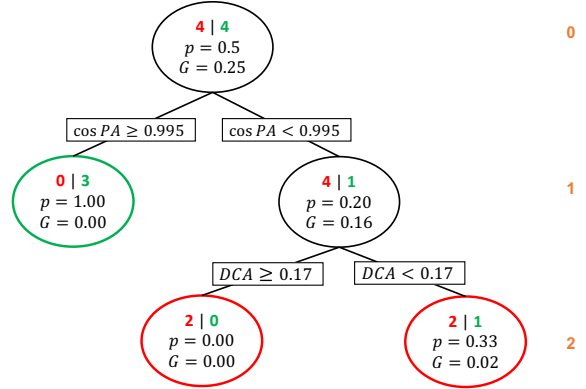 4 | 4
p = 0.5
G = 0.25
0
cos PA ≥ 0.995
cos PA < 0.995
0 | 3
p = 1.00
G = 0.00
4 | 1
p = 0.20
G = 0.16
1
DCA ≥ 0.17
DCA < 0.17
2 | 0
p = 0.00
G = 0.00
2 | 1
p = 0.33
G = 0.02
2